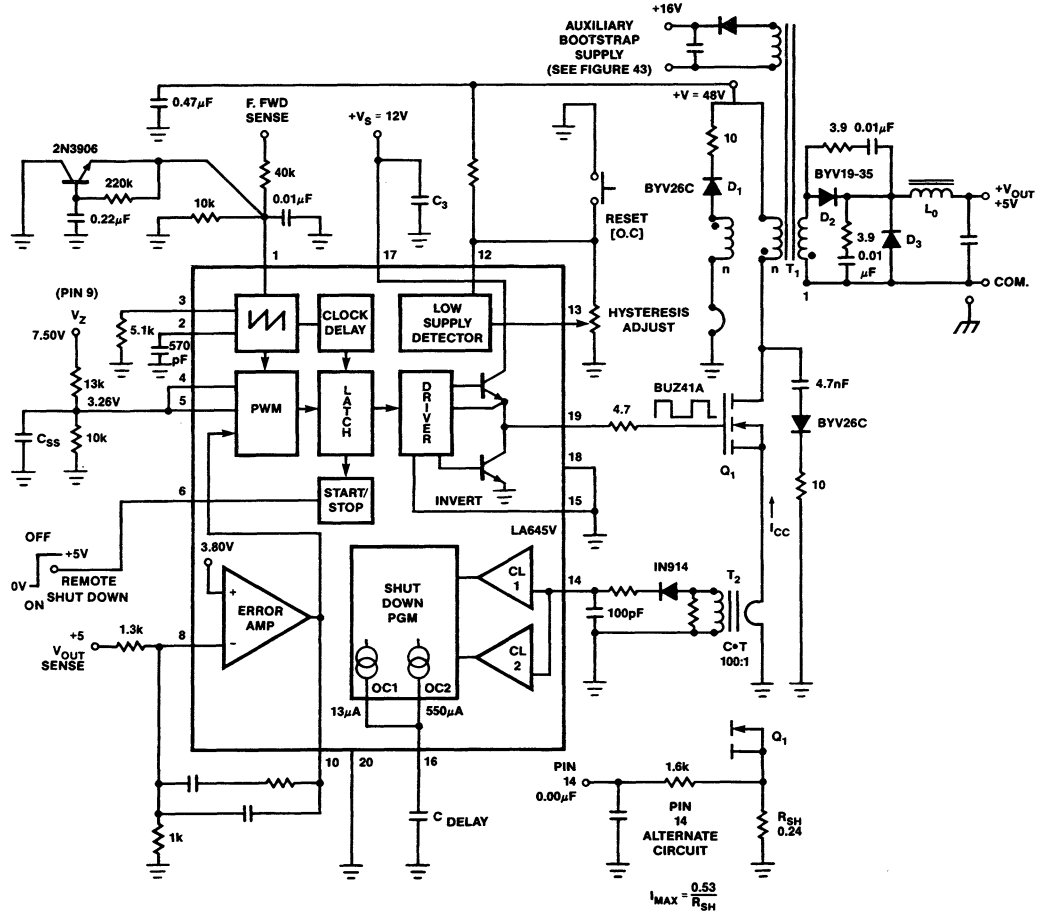 +16V
AUXILIARY
BOOTSTRAP
SUPPLY
(SEE FIGURE 43)
+V = 48V
0.47µF
F. FWD
SENSE
+VS = 12V
2N3906
220k
0.22µF
40k
10k
0.01µF
C3
RESET
[O.C]
10
BYV26C
D1
n
n
T1
1
3.9
0.01µF
BYV19-35
D2
3.9
0.01
µF
D3
L0
+VOUT
+5V
COM.
1
17
12
(PIN 9)
VZ
7.50V
3
2
5.1k
570
pF
13k
3.26V
4
5
CSS
10k
CLOCK
DELAY
LOW
SUPPLY
DETECTOR
13
HYSTERESIS
ADJUST
PWM
LATCH
DRIVER
19
4.7
BUZ41A
Q1
4.7nF
BYV26C
10
ICC
18
15
INVERT
START/
STOP
6
OFF
+5V
0V
REMOTE
SHUT DOWN
ON
LA645V
3.80V
+
ERROR
AMP
−
+5
VOUT
SENSE
1.3k
8
SHUT
DOWN
PGM
OC1
OC2
CL
1
CL
2
14
100pF
IN914
T2
C•T
100:1
13µA
550µA
10
20
16
1k
C DELAY
PIN
14
0.00µF
1.6k
Q1
PIN
14
ALTERNATE
CIRCUIT
RSH
0.24
IMAX = 0.53
RSH